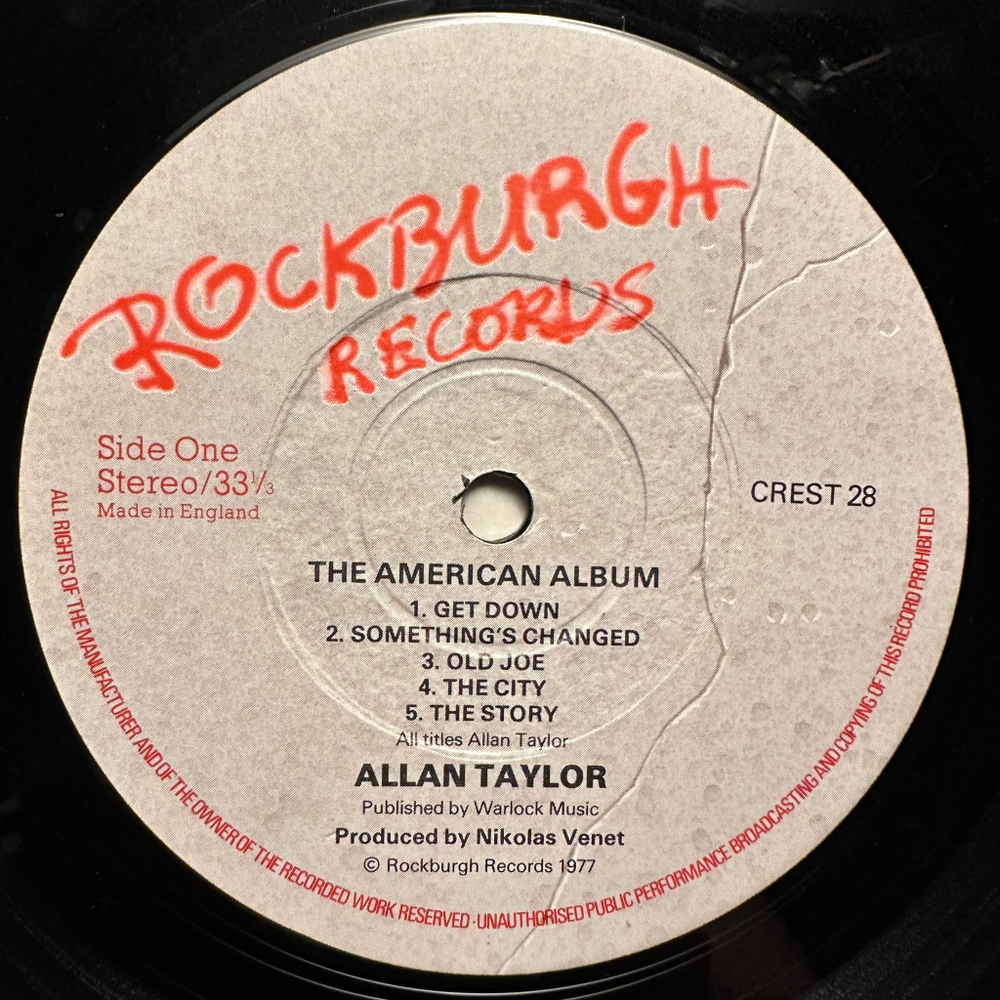 ROCKBURGH
RECORDS
Side One
Stereo/33⅓
Made in England
CREST 28
THE AMERICAN ALBUM
1. GET DOWN
2. SOMETHING'S CHANGED
3. OLD JOE
4. THE CITY
5. THE STORY
All titles Allan Taylor
ALLAN TAYLOR
Published by Warlock Music
Produced by Nikolas Venet
© Rockburgh Records 1977
ALL RIGHTS OF THE MANUFACTURER AND OF THE OWNER OF THE RECORDED WORK RESERVED · UNAUTHORISED PUBLIC PERFORMANCE BROADCASTING AND COPYING OF THIS RECORD PROHIBITED